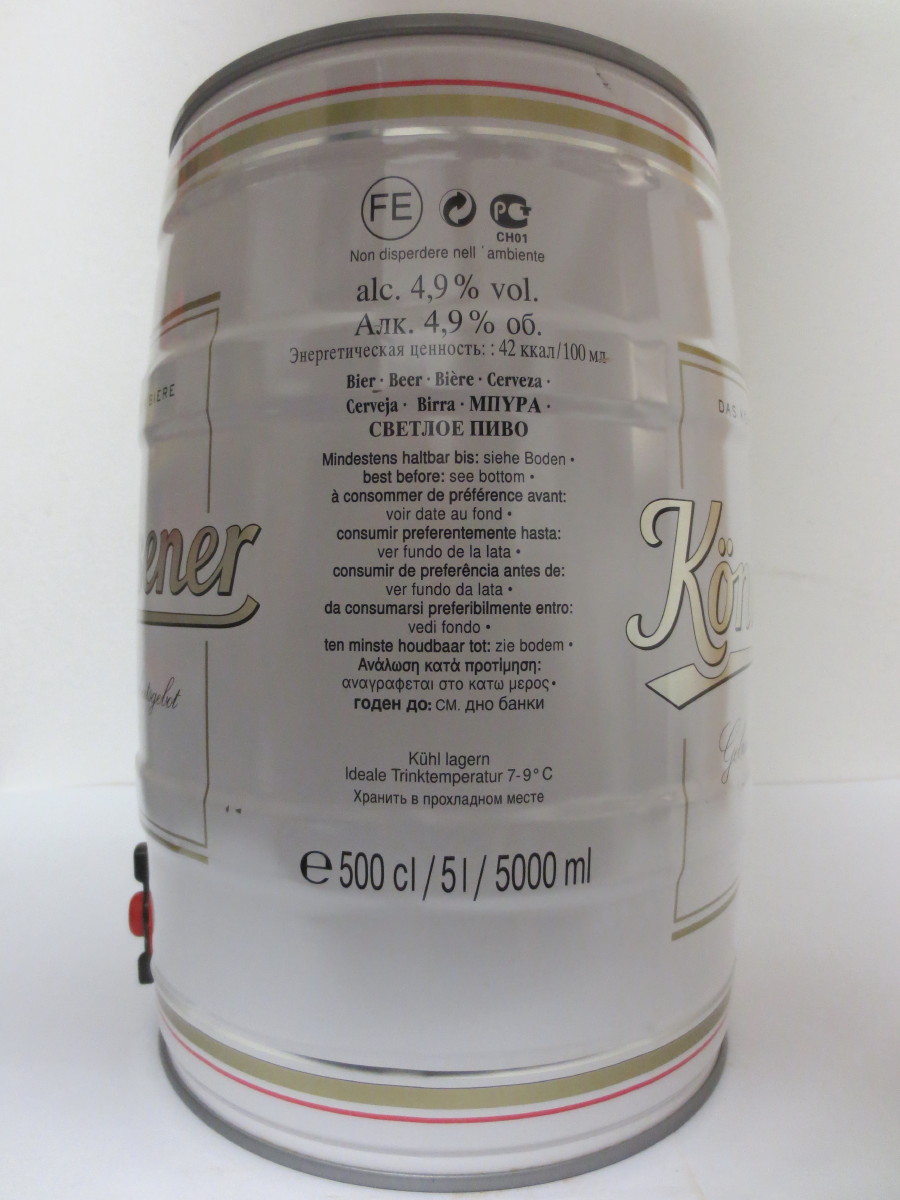 FE
PCT
CH01
Non disperdere nell 'ambiente
alc. 4,9% vol.
Алк. 4,9% об.
Энергетическая ценность: : 42 ккал/100 мл
Bier · Beer · Bière · Cerveza ·
Cerveja · Birra · ΜΠΥΡΑ ·
СВЕТЛОЕ ПИВО
Mindestens haltbar bis: siehe Boden •
best before: see bottom •
à consommer de préférence avant:
voir date au fond •
consumir preferentemente hasta:
ver fundo de la lata •
consumir de preferência antes de:
ver fundo da lata •
da consumarsi preferibilmente entro:
vedi fondo •
ten minste houdbaar tot: zie bodem •
Ανάλωση κατά προτίμηση:
αναγραφεται στο κατω μερος •
годен до: см. дно банки
Kühl lagern
Ideale Trinktemperatur 7-9° C
Хранить в прохладном месте
℮ 500 cl / 5 l / 5000 ml
BIERE
ener
DAS
Kön